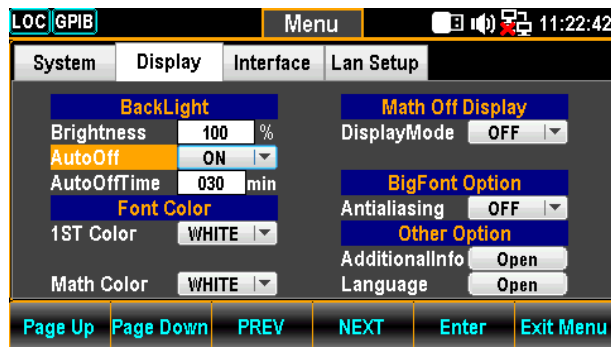 LOC GPIB Menu 11:22:42
System Display Interface Lan Setup
BackLight
Brightness 100 %
AutoOff ON
AutoOffTime 030 min
Font Color
1ST Color WHITE
Math Color WHITE
Math Off Display
DisplayMode OFF
BigFont Option
Antialiasing OFF
Other Option
AdditionalInfo Open
Language Open
Page Up Page Down PREV NEXT Enter Exit Menu